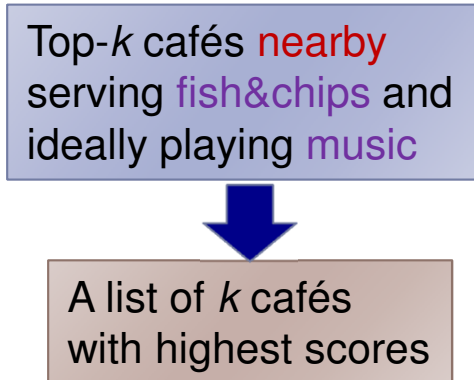 Top-k cafés nearby
serving fish&chips and
ideally playing music
A list of k cafés
with highest scores